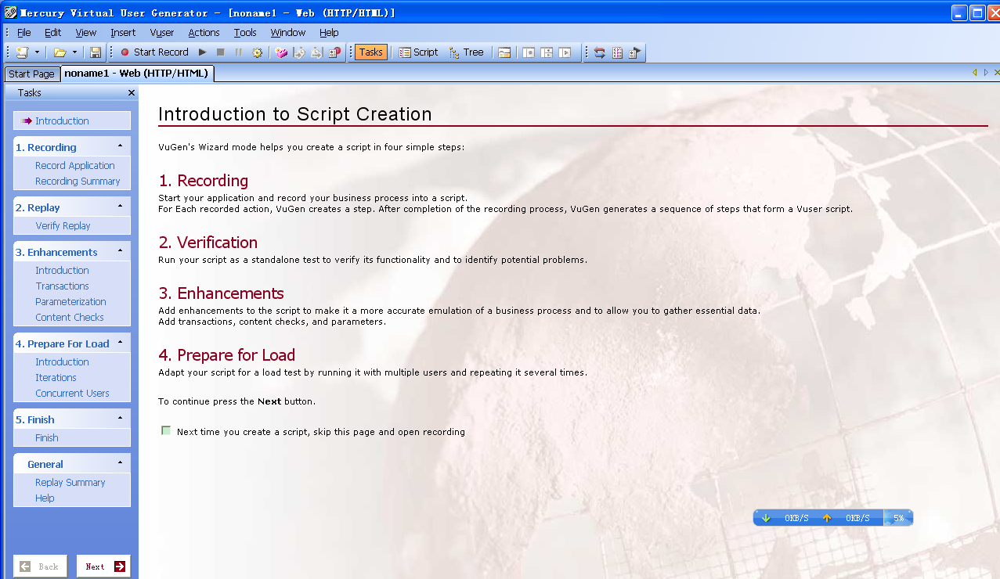 Mercury Virtual User Generator - [noname1 - Web (HTTP/HTML)]
File Edit View Insert Vuser Actions Tools Window Help
Start Record Tasks Script Tree
Start Page noname1 - Web (HTTP/HTML)
Tasks
Introduction
1. Recording
Record Application
Recording Summary
2. Replay
Verify Replay
3. Enhancements
Introduction
Transactions
Parameterization
Content Checks
4. Prepare For Load
Introduction
Iterations
Concurrent Users
5. Finish
Finish
General
Replay Summary
Help
Back Next
Introduction to Script Creation
VuGen's Wizard mode helps you create a script in four simple steps:
1. Recording
Start your application and record your business process into a script.
For Each recorded action, VuGen creates a step. After completion of the recording process, VuGen generates a sequence of steps that form a Vuser script.
2. Verification
Run your script as a standalone test to verify its functionality and to identify potential problems.
3. Enhancements
Add enhancements to the script to make it a more accurate emulation of a business process and to allow you to gather essential data.
Add transactions, content checks, and parameters.
4. Prepare for Load
Adapt your script for a load test by running it with multiple users and repeating it several times.
To continue press the Next button.
Next time you create a script, skip this page and open recording
0KB/S 0KB/S 5%